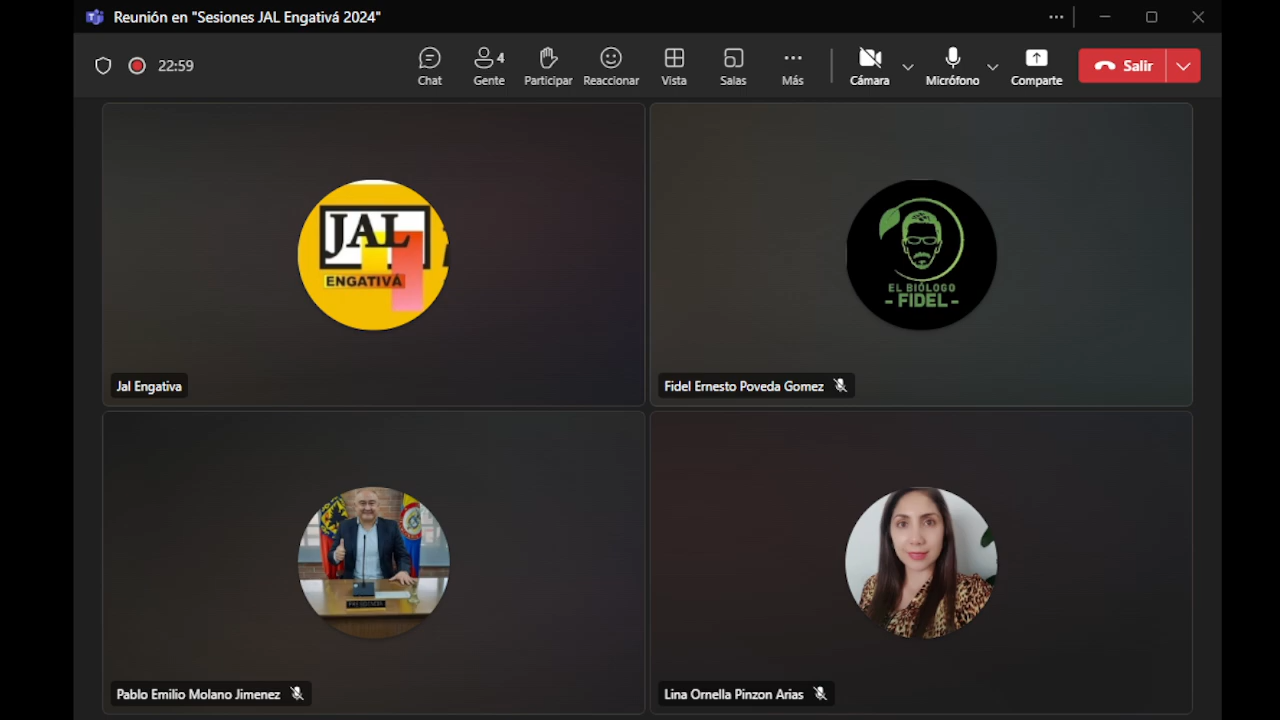 Reunión en "Sesiones JAL Engativá 2024"
22:59
Chat
4
Gente
Participar
Reaccionar
Vista
Salas
Más
Cámara
Micrófono
Comparte
Salir
JAL
ENGATIVÁ
Jal Engativa
EL BIÓLOGO
- FIDEL -
Fidel Ernesto Poveda Gomez
PRESIDENTE
Pablo Emilio Molano Jimenez
Lina Ornella Pinzon Arias